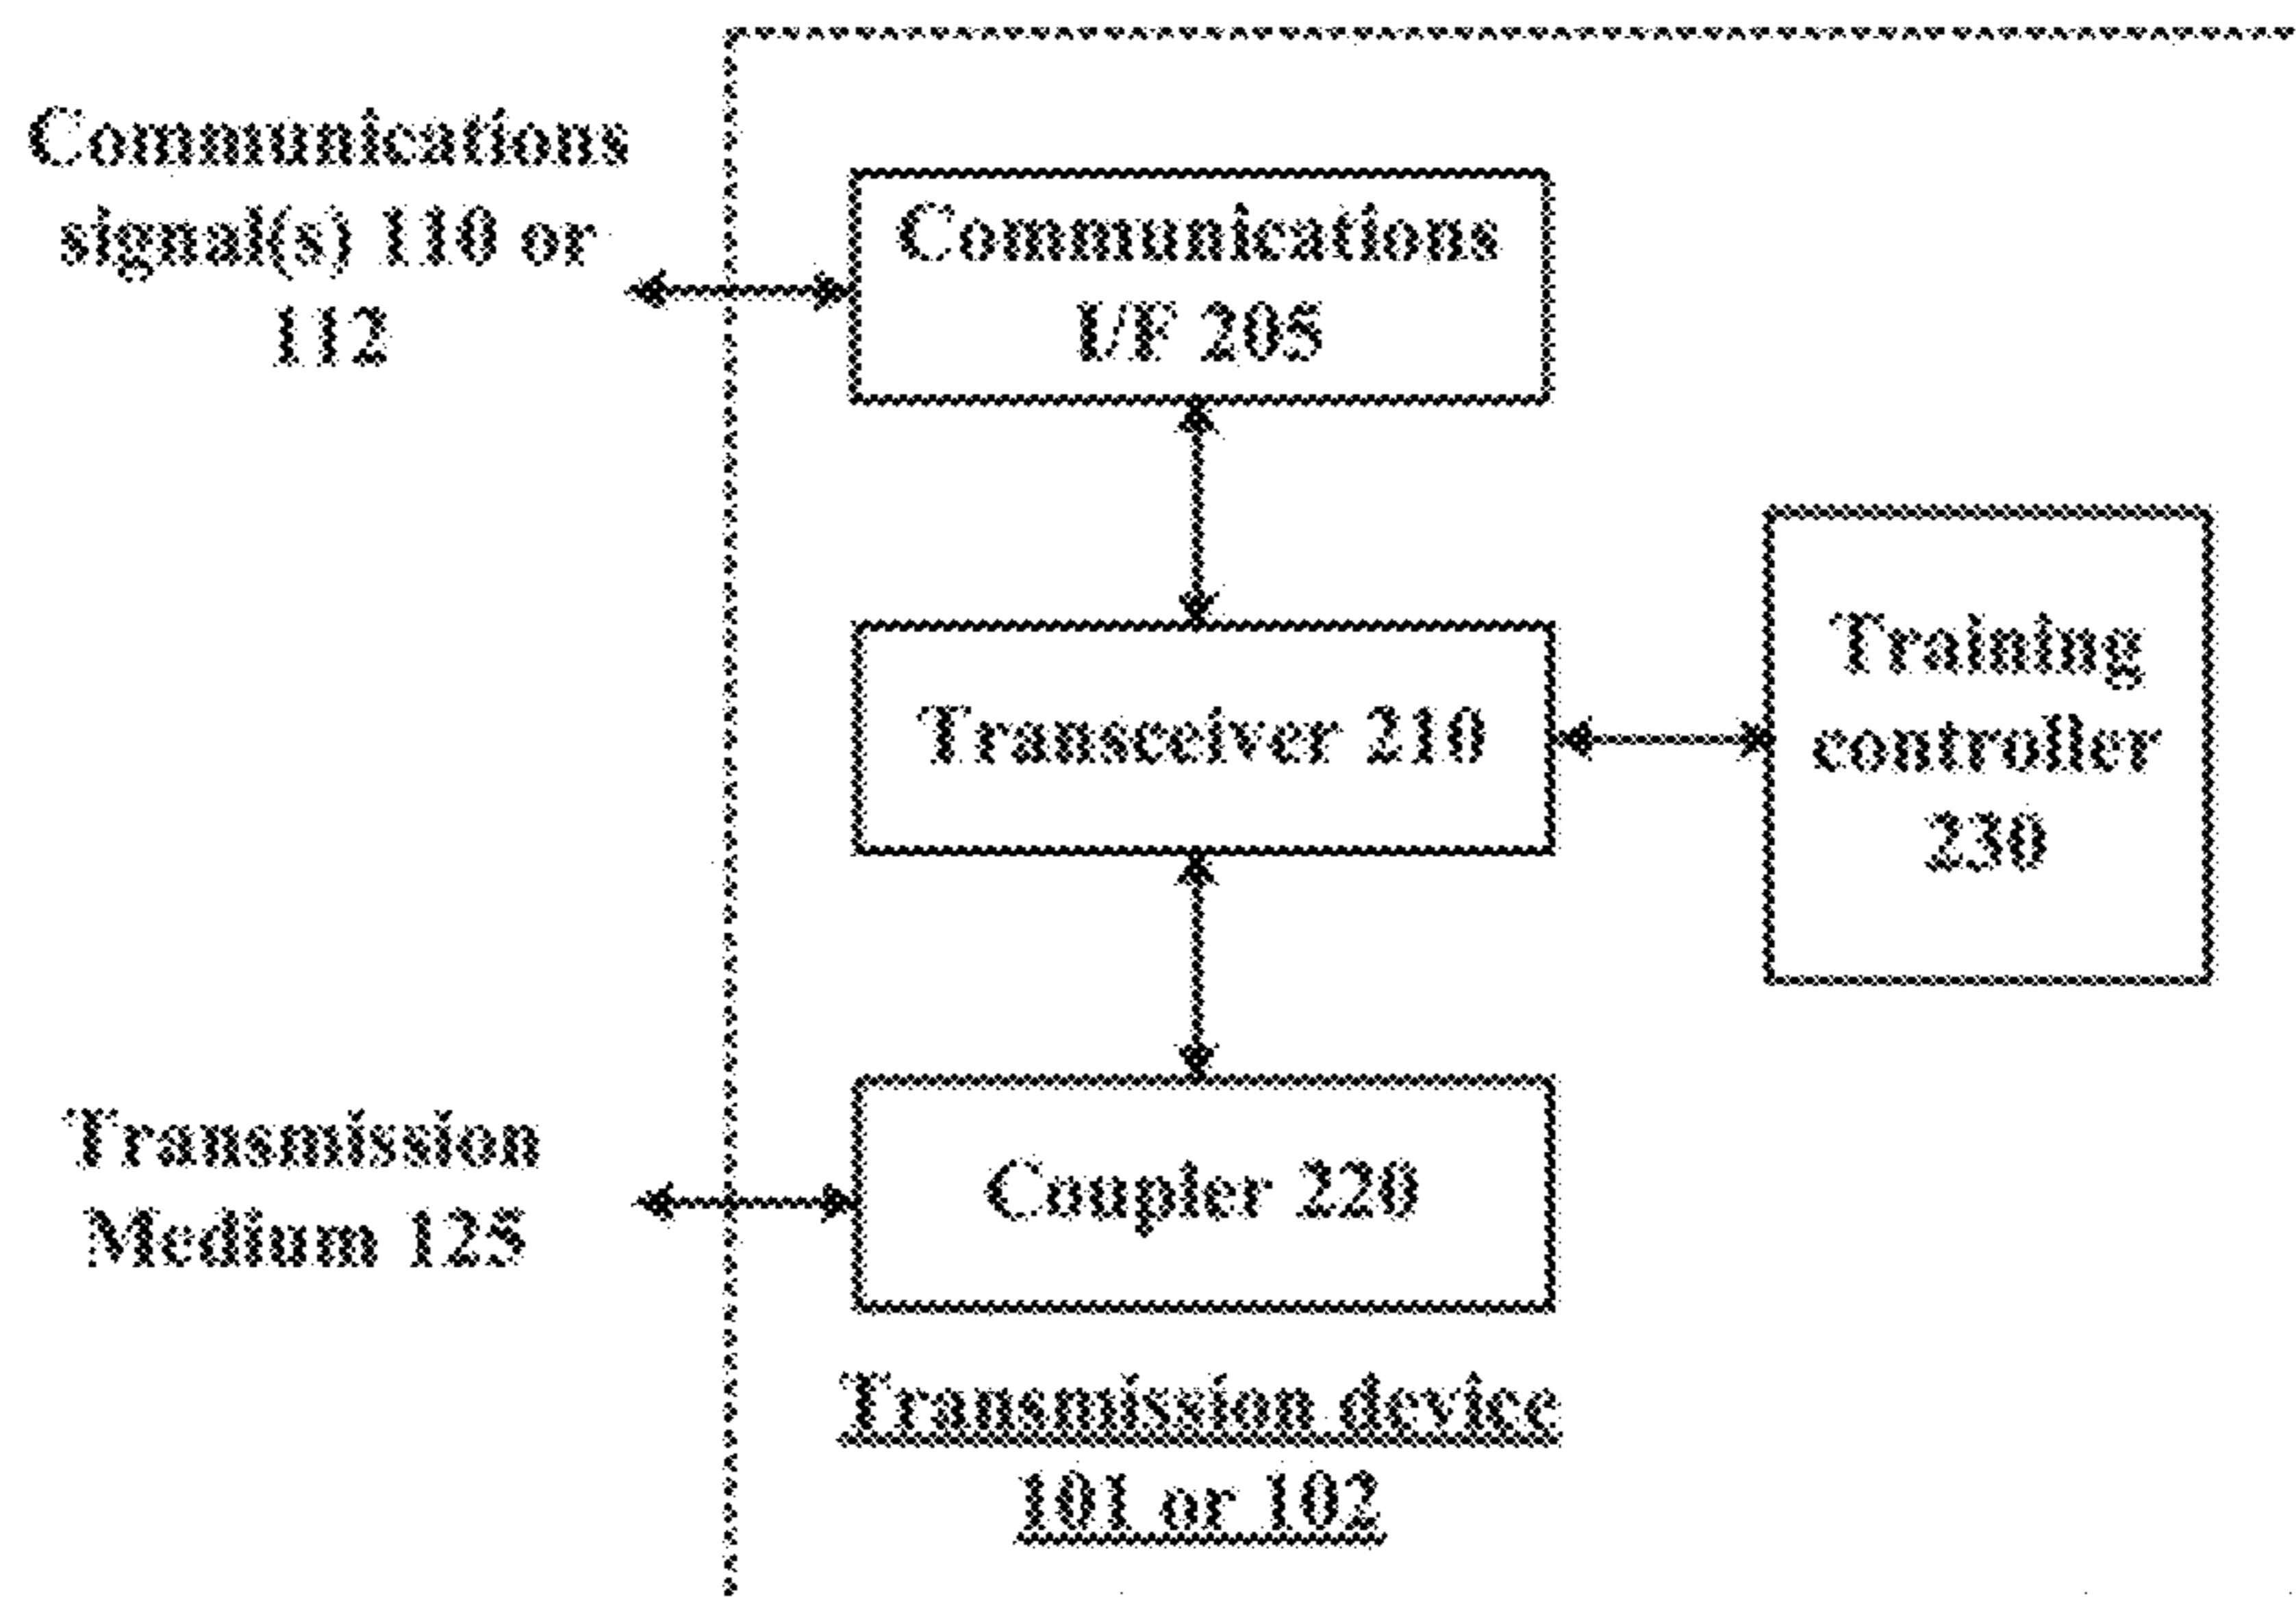 Communications
signal(s) 110 or
112
Communications
I/F 205
Transceiver 210
Training
controller
230
Transmission
Medium 125
Coupler 220
Transmission device
101 or 102